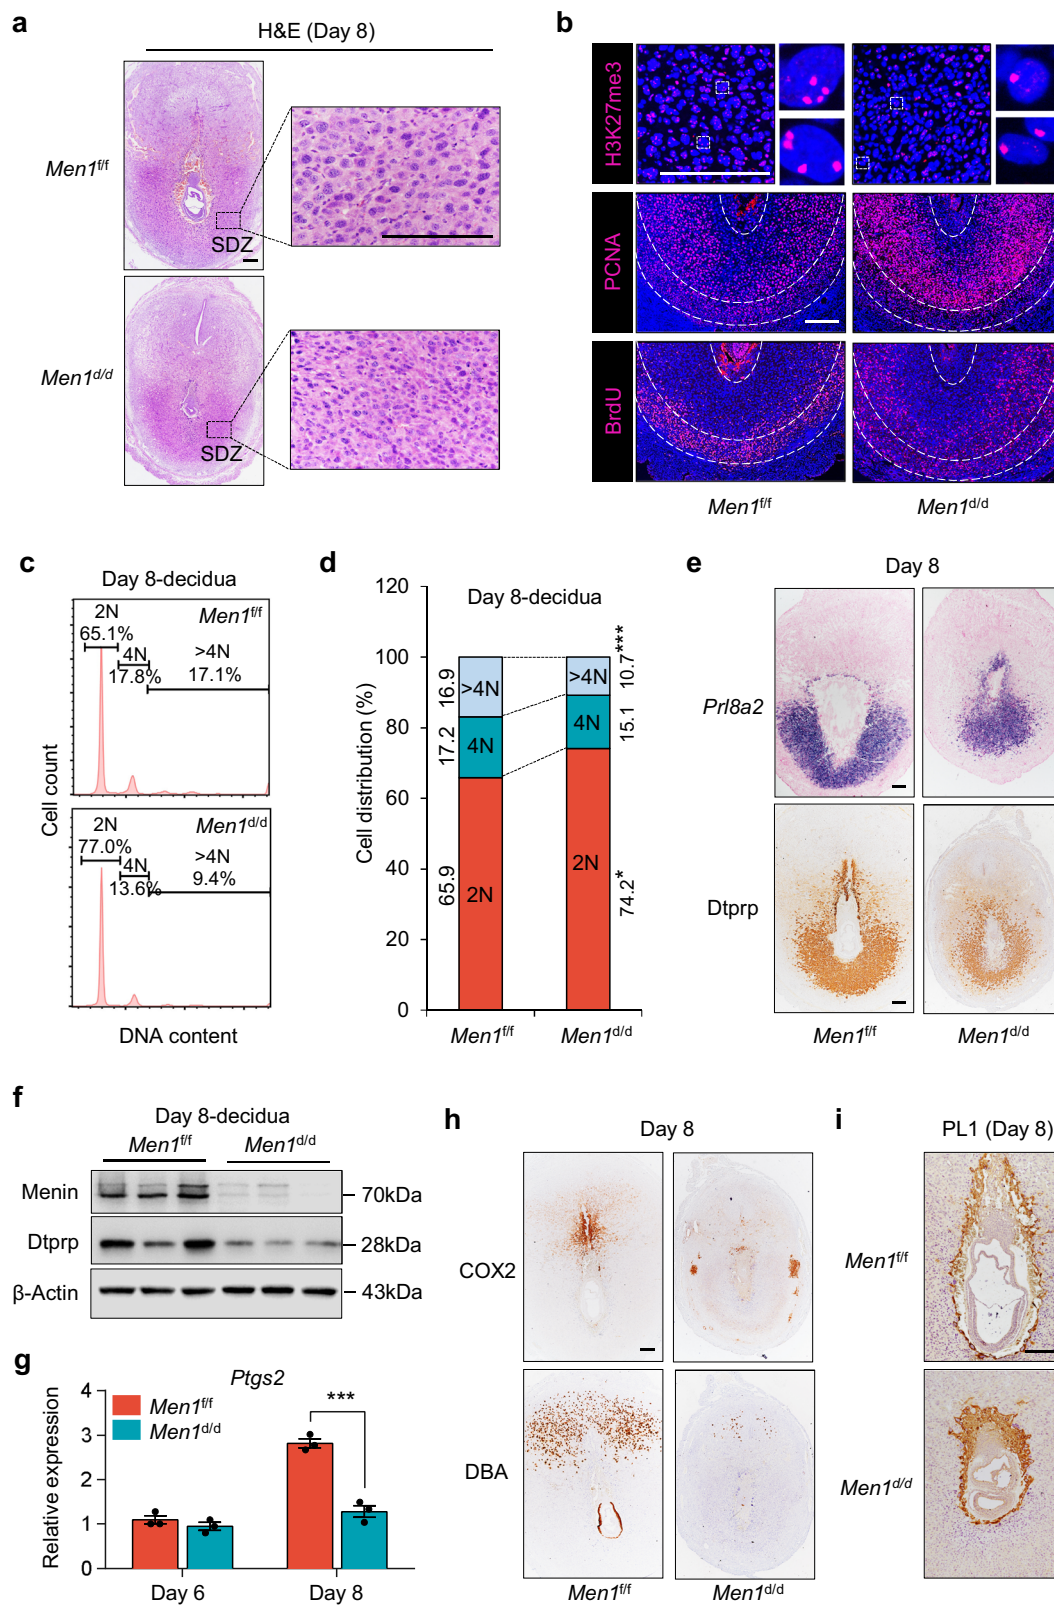 a
H&E (Day 8)
Men1f/f
SDZ
Men1d/d
SDZ
b
H3K27me3
PCNA
BrdU
Men1f/f
Men1d/d
c
Day 8-decidua
2N
65.1%
4N
17.8%
Men1f/f
>4N
17.1%
2N
77.0%
4N
13.6%
Men1d/d
>4N
9.4%
Cell count
DNA content
d
Day 8-decidua
Cell distribution (%)
120
100
80
60
40
20
0
16.9
>4N
17.2
4N
65.9
2N
>4N
10.7***
4N
15.1
2N
74.2*
Men1f/f
Men1d/d
e
Day 8
Prl8a2
Dtprp
Men1f/f
Men1d/d
f
Day 8-decidua
Men1f/f
Men1d/d
Menin
70kDa
Dtprp
28kDa
β-Actin
43kDa
g
Ptgs2
Men1f/f
Men1d/d
***
Relative expression
4
3
2
1
0
Day 6
Day 8
h
Day 8
COX2
DBA
Men1f/f
Men1d/d
i
PL1 (Day 8)
Men1f/f
Men1d/d